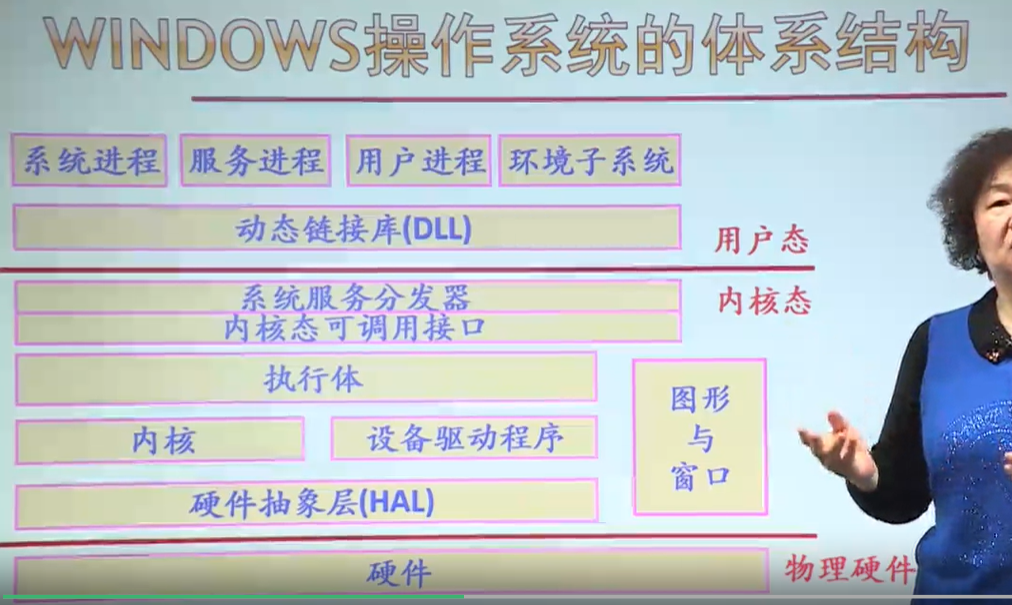 WINDOWS操作系统的体系结构
系统进程
服务进程
用户进程
环境子系统
动态链接库(DLL)
用户态
系统服务分发器
内核态
内核态可调用接口
执行体
图形
与
窗口
内核
设备驱动程序
硬件抽象层(HAL)
硬件
物理硬件